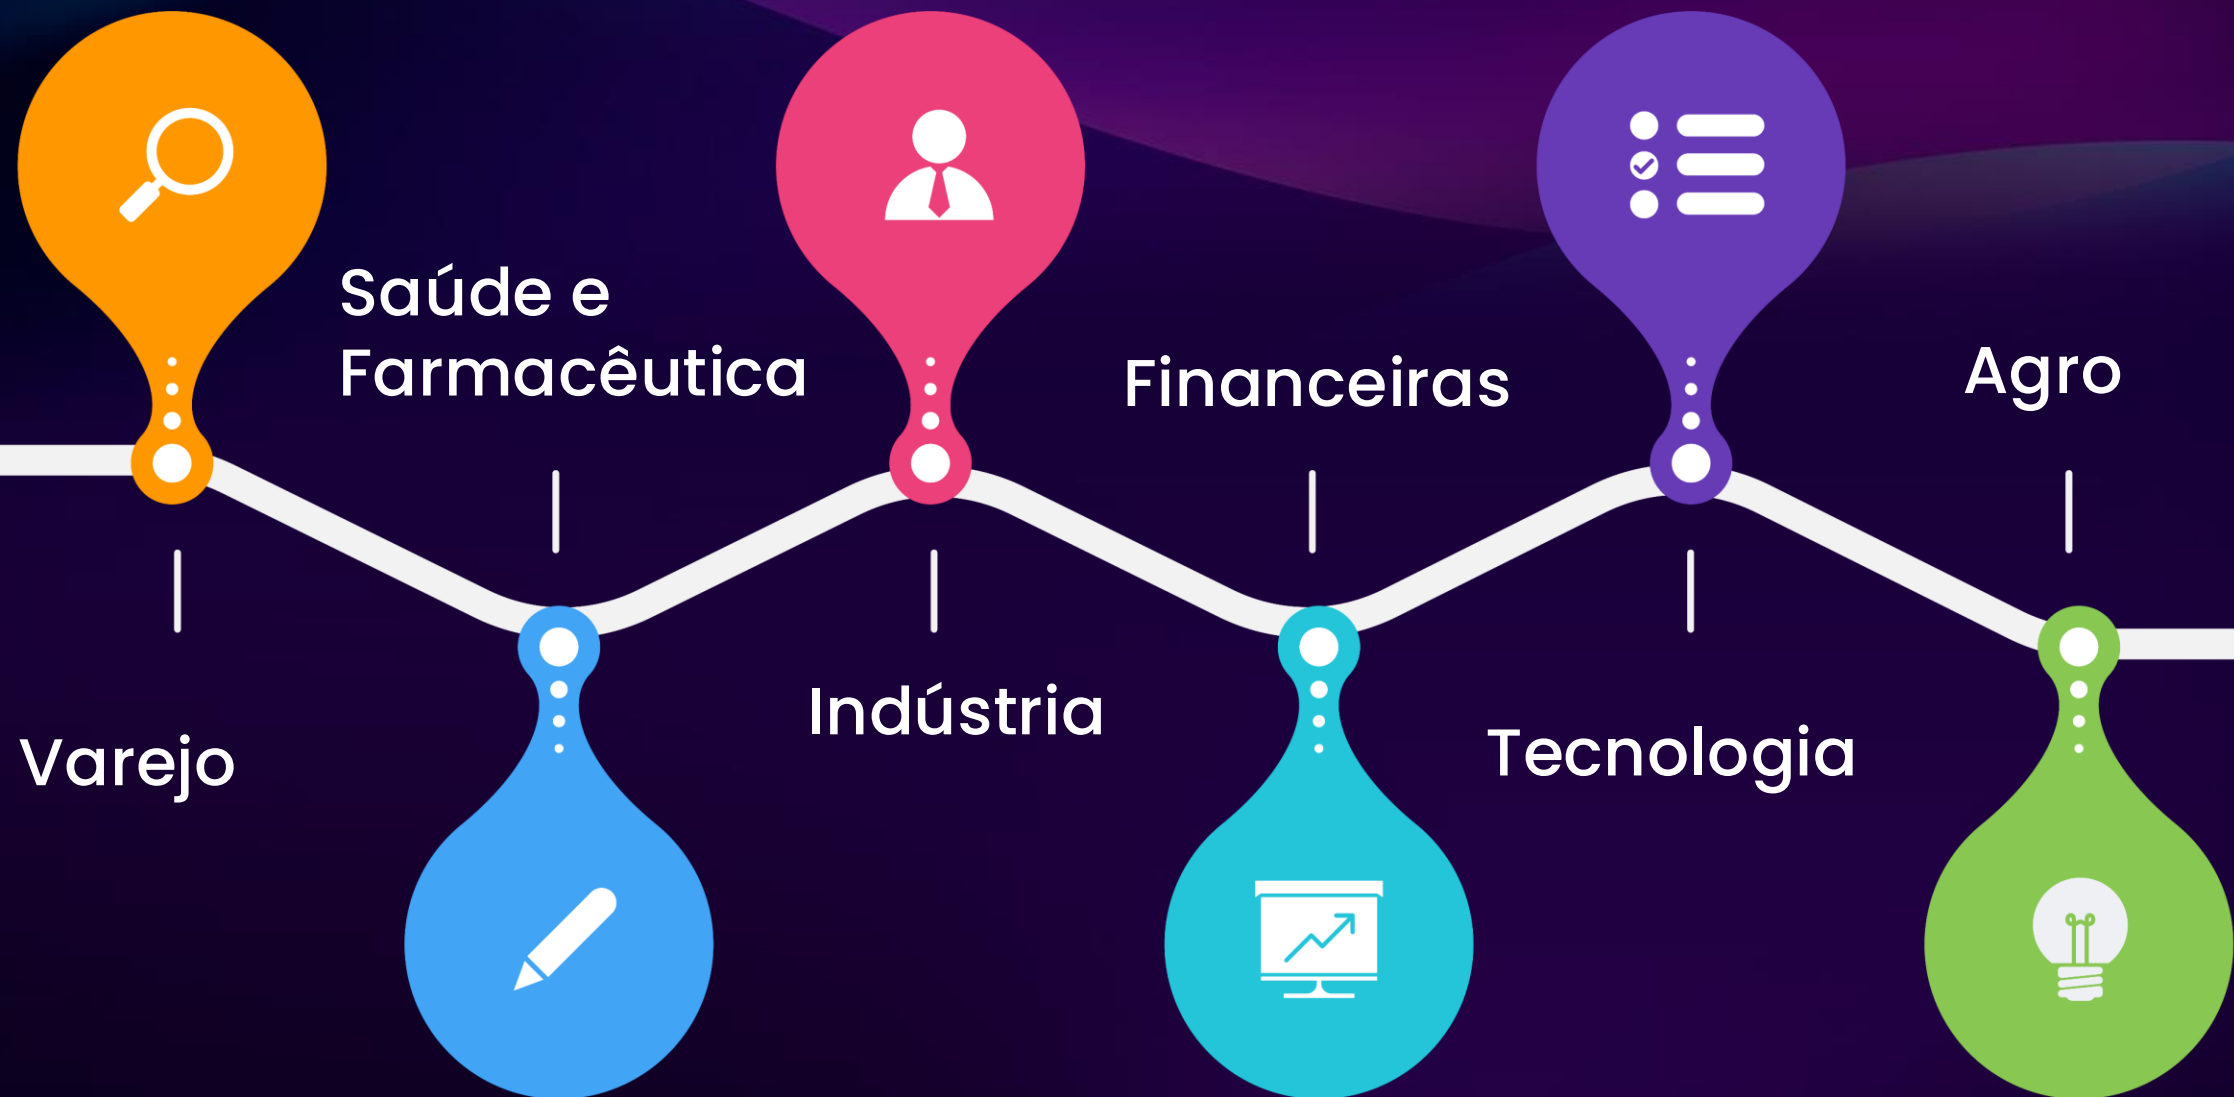 Varejo
Saúde e
Farmacêutica
Indústria
Financeiras
Tecnologia
Agro